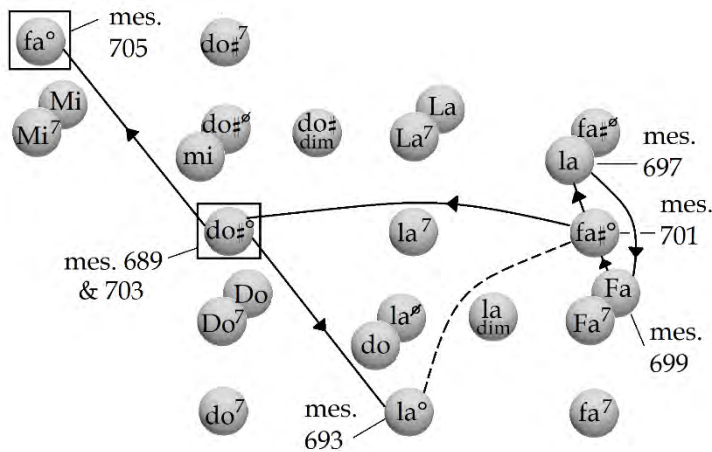 fa°
mes.
705
do♯⁷
Mi
Mi⁷
do♯ø
mi
do♯
dim
La
La⁷
fa♯ø
la
mes.
697
do♯°
mes. 689
& 703
la⁷
fa♯°
mes.
701
Do
Do⁷
laø
do
la
dim
Fa
Fa⁷
mes.
699
do⁷
mes.
693
la°
fa⁷